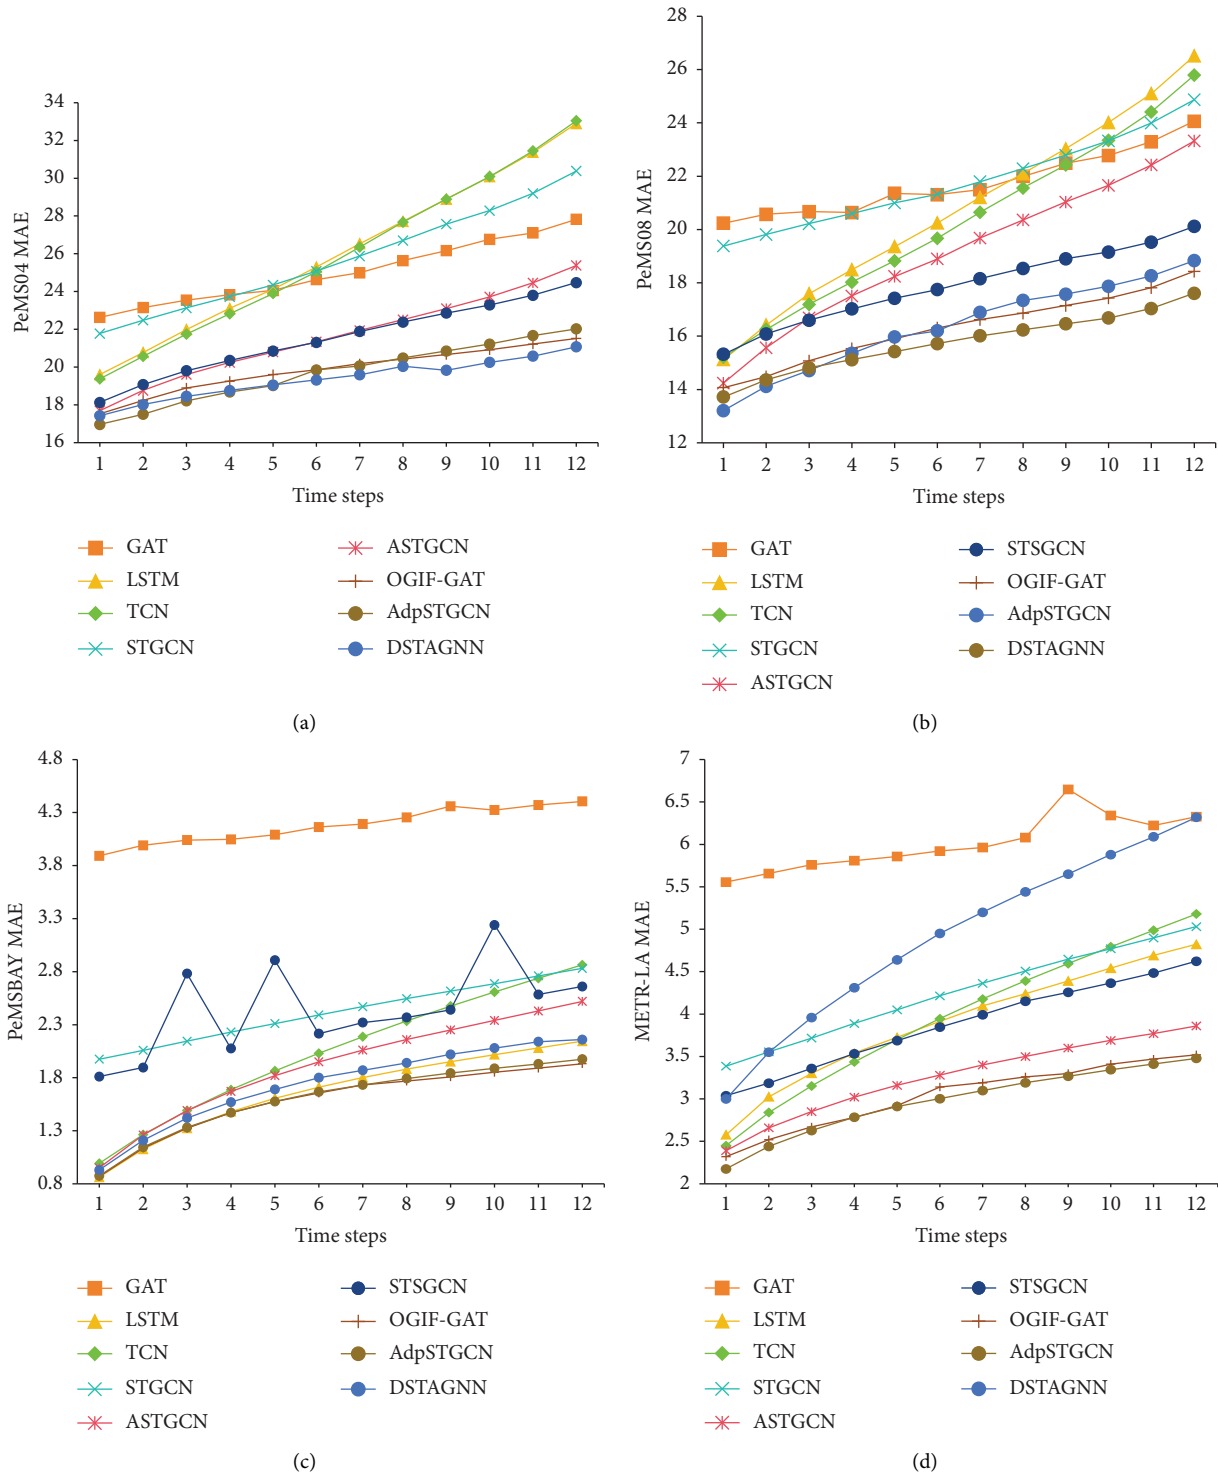 PeMS04 MAE
34
32
30
28
26
24
22
20
18
16
1 2 3 4 5 6 7 8 9 10 11 12
Time steps
GAT
LSTM
TCN
STGCN
ASTGCN
OGIF-GAT
AdpSTGCN
DSTAGNN
(a)
PeMS08 MAE
28
26
24
22
20
18
16
14
12
1 2 3 4 5 6 7 8 9 10 11 12
Time steps
GAT
LSTM
TCN
STGCN
ASTGCN
STSGCN
OGIF-GAT
AdpSTGCN
DSTAGNN
(b)
PeMSBAY MAE
4.8
4.3
3.8
3.3
2.8
2.3
1.8
1.3
0.8
1 2 3 4 5 6 7 8 9 10 11 12
Time steps
GAT
LSTM
TCN
STGCN
ASTGCN
STSGCN
OGIF-GAT
AdpSTGCN
DSTAGNN
(c)
METR-LA MAE
7
6.5
6
5.5
5
4.5
4
3.5
3
2.5
2
1 2 3 4 5 6 7 8 9 10 11 12
Time steps
GAT
LSTM
TCN
STGCN
ASTGCN
STSGCN
OGIF-GAT
AdpSTGCN
DSTAGNN
(d)